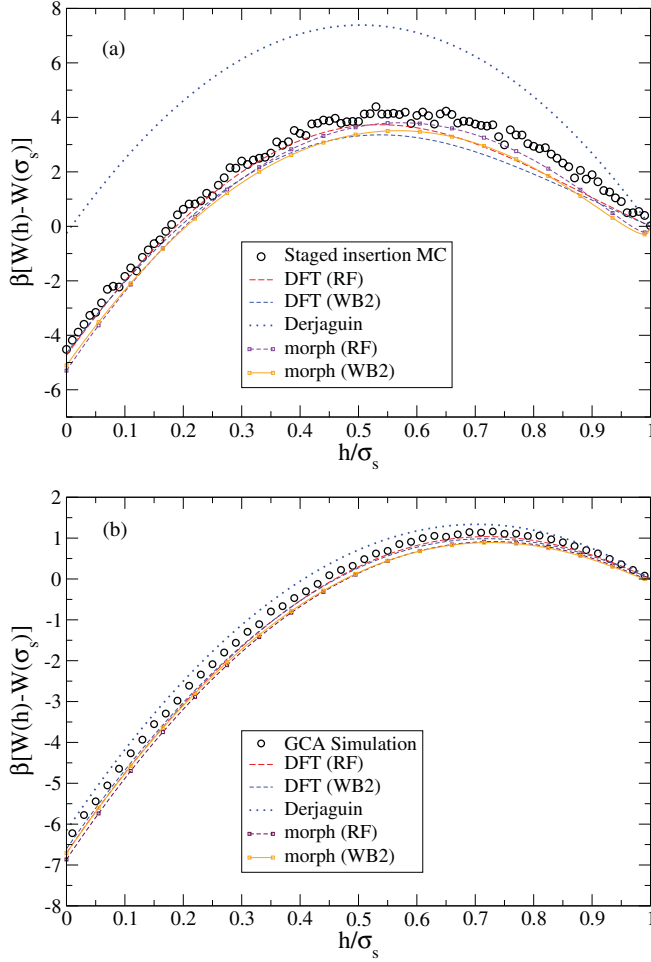 (a)
β[W(h)-W(σs)]
6
4
2
0
-2
-4
-6
Staged insertion MC
DFT (RF)
DFT (WB2)
Derjaguin
morph (RF)
morph (WB2)
0 0.1 0.2 0.3 0.4 0.5 0.6 0.7 0.8 0.9 1
h/σs
(b)
β[W(h)-W(σs)]
2
1
0
-1
-2
-3
-4
-5
-6
-7
-8
GCA Simulation
DFT (RF)
DFT (WB2)
Derjaguin
morph (RF)
morph (WB2)
0 0.1 0.2 0.3 0.4 0.5 0.6 0.7 0.8 0.9 1
h/σs